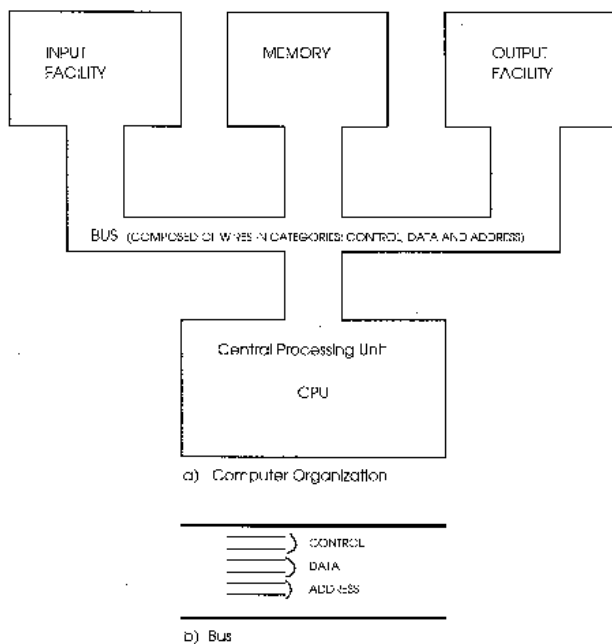 INPUT
FACILITY
MEMORY
OUTPUT
FACILITY
BUS (COMPOSED OF WIRES IN CATEGORIES: CONTROL, DATA AND ADDRESS)
Central Processing Unit
CPU
a) Computer Organization
CONTROL
DATA
ADDRESS
b) Bus